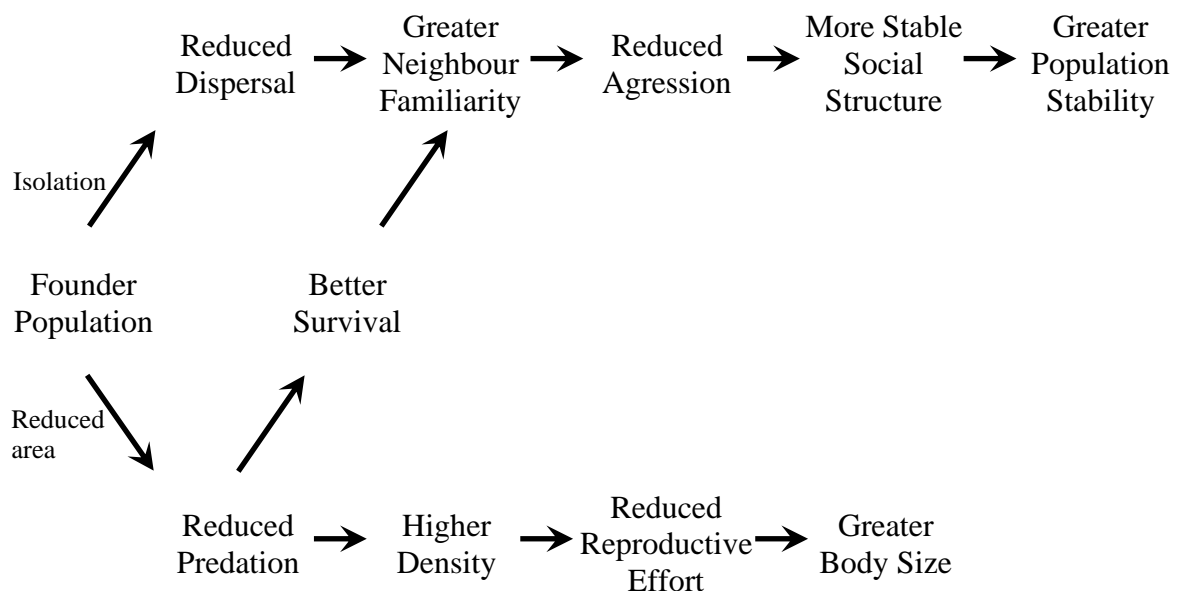 Reduced
Dispersal
Greater
Neighbour
Familiarity
Reduced
Agression
More Stable
Social
Structure
Greater
Population
Stability
Isolation
Founder
Population
Better
Survival
Reduced
area
Reduced
Predation
Higher
Density
Reduced
Reproductive
Effort
Greater
Body Size